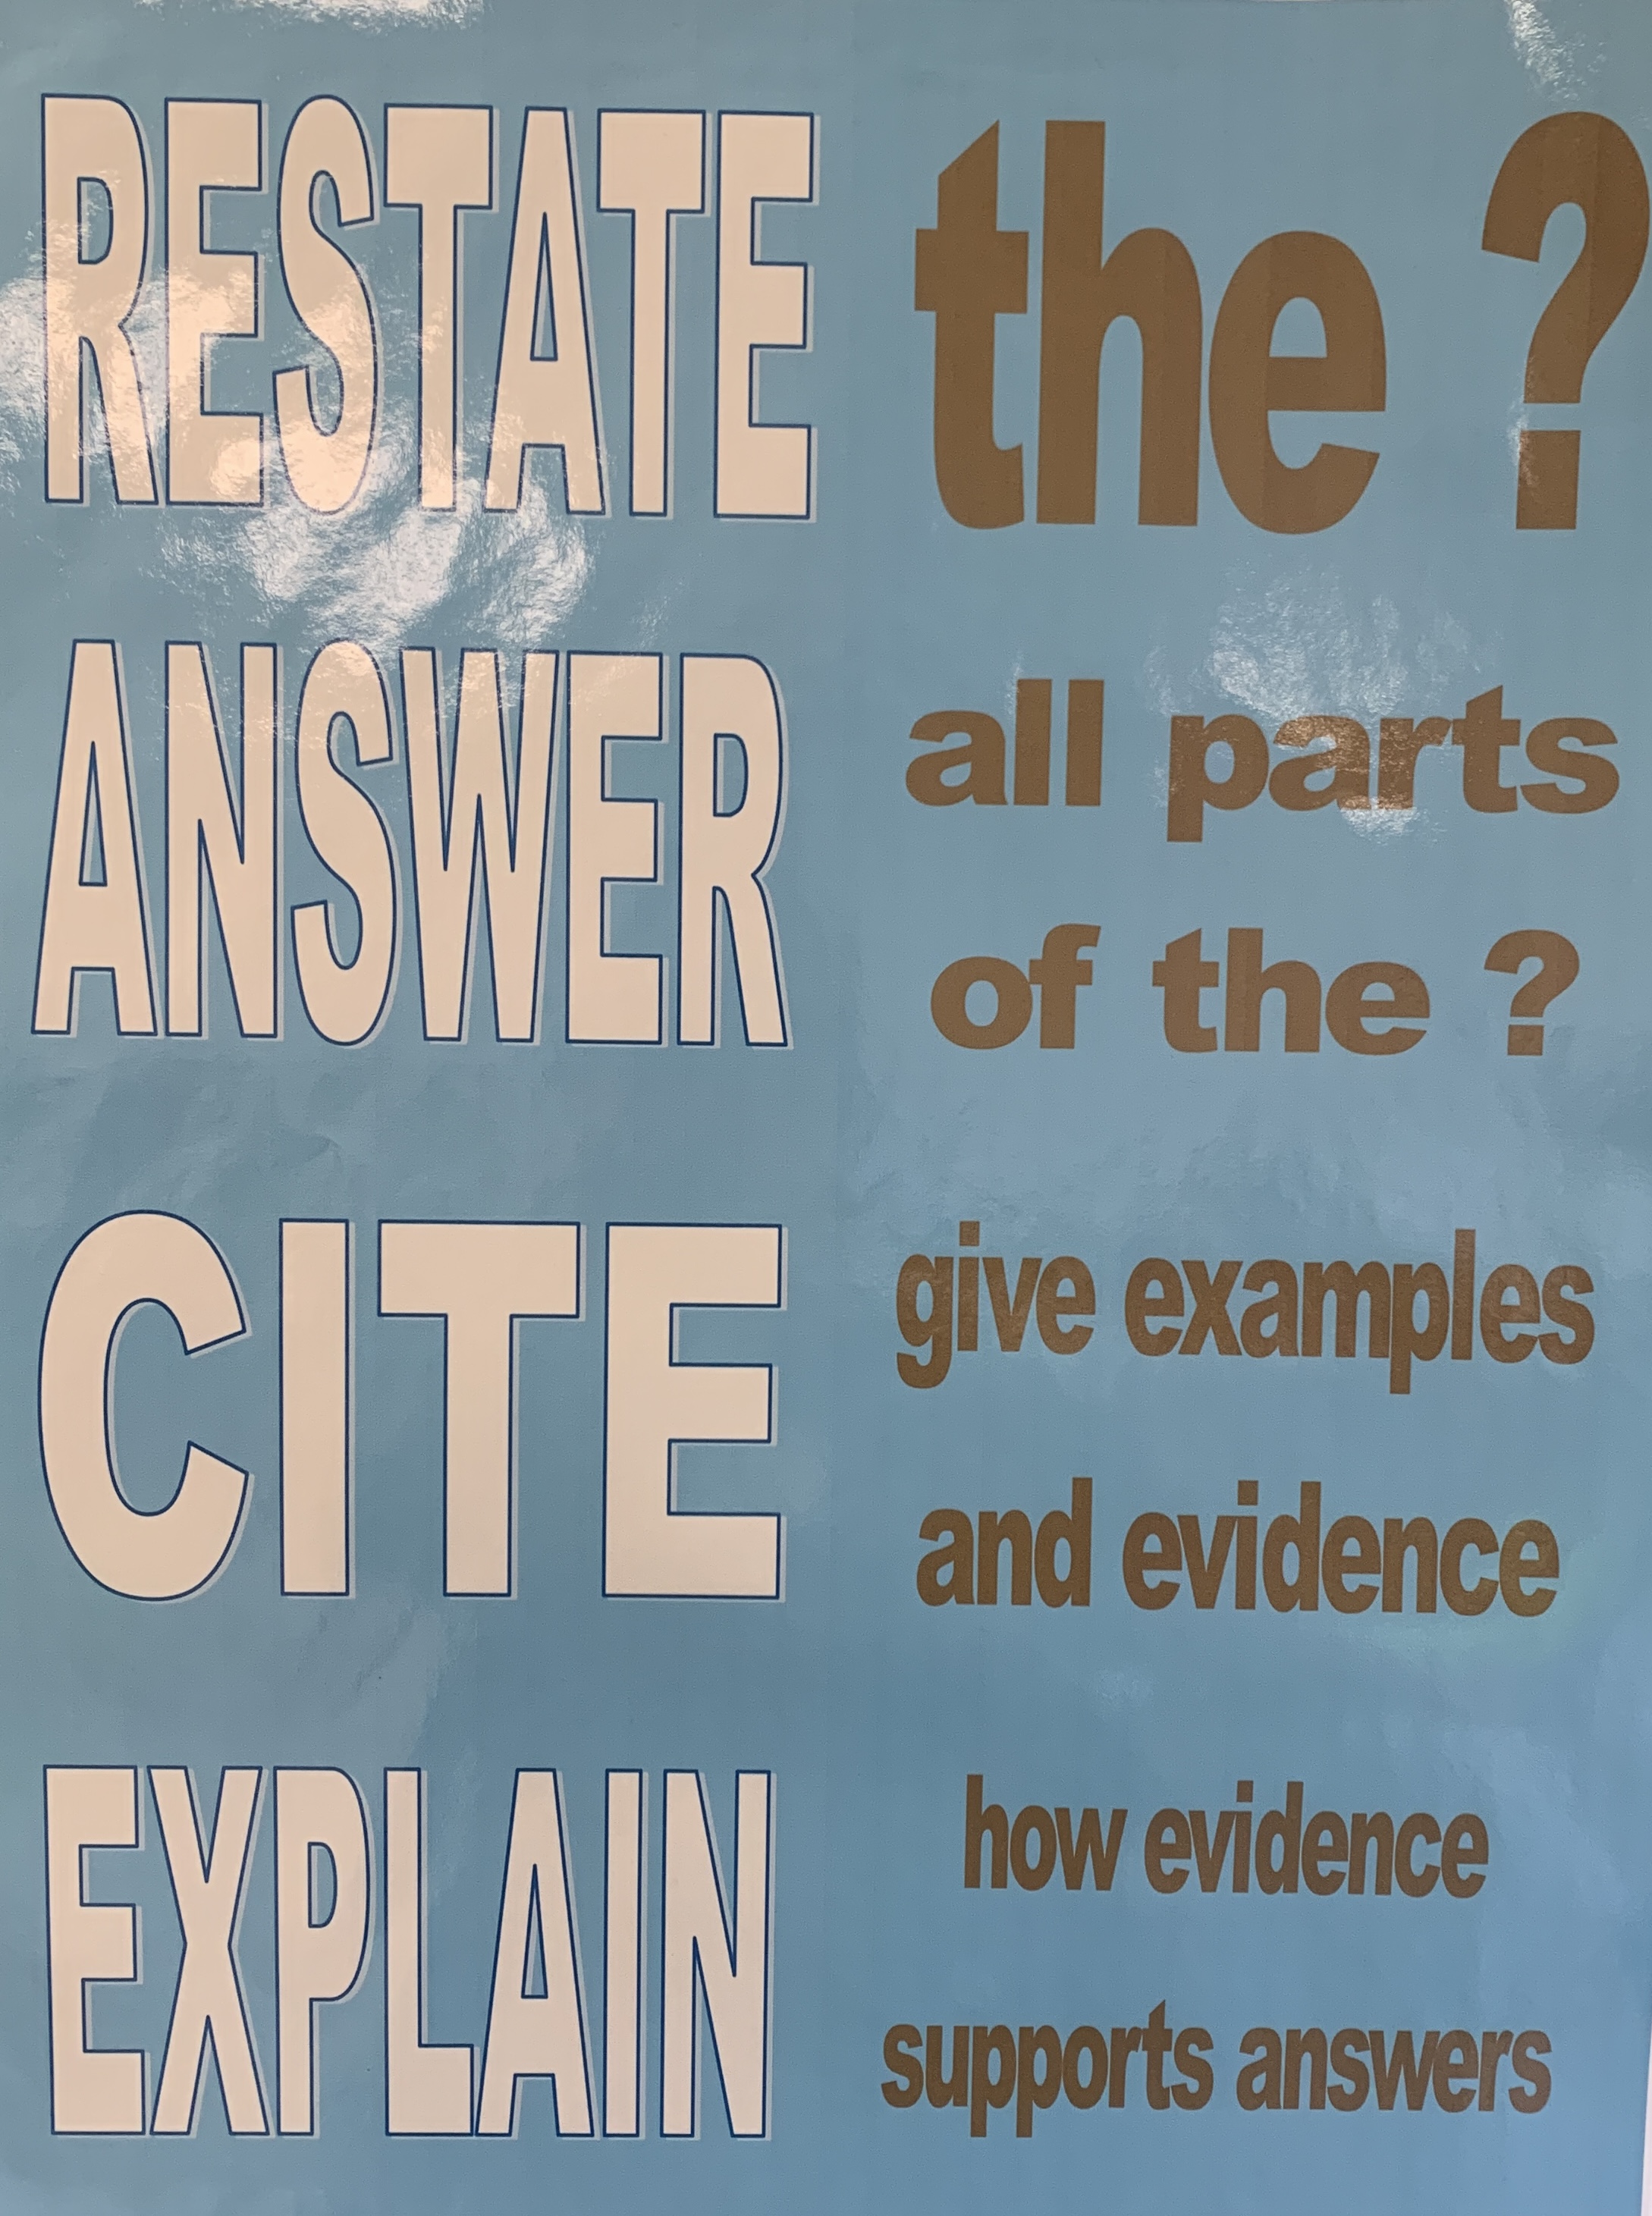 RESTATE the ?
ANSWER all parts
of the ?
CITE give examples
and evidence
EXPLAIN how evidence
supports answers